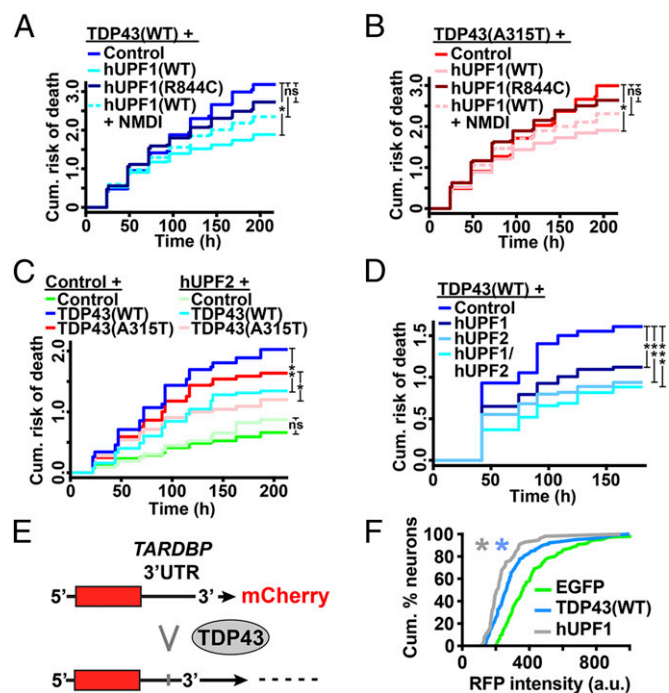 A
TDP43(WT) +
Control
hUPF1(WT)
hUPF1(R844C)
hUPF1(WT)
+ NMDI
Cum. risk of death
3.0
2.0
1.0
0
0 50 100 150 200
Time (h)
ns
*
B
TDP43(A315T) +
Control
hUPF1(WT)
hUPF1(R844C)
hUPF1(WT)
+ NMDI
Cum. risk of death
3.0
2.0
1.0
0
0 50 100 150 200
Time (h)
ns
*
C
Control + hUPF2 +
Control Control
TDP43(WT) TDP43(WT)
TDP43(A315T) TDP43(A315T)
Cum. risk of death
2.0
1.0
0
0 50 100 150 200
Time (h)
* *
*
ns
D
TDP43(WT) +
Control
hUPF1
hUPF2
hUPF1/
hUPF2
Cum. risk of death
1.5
1.0
0.5
0
0 50 100 150
Time (h)
* * *
* * *
E
TARDBP
3'UTR
5' 3' mCherry
TDP43
5' 3'
F
* *
Cum. % neurons
100
80
60
40
20
0
EGFP
TDP43(WT)
hUPF1
0 400 800
RFP intensity (a.u.)